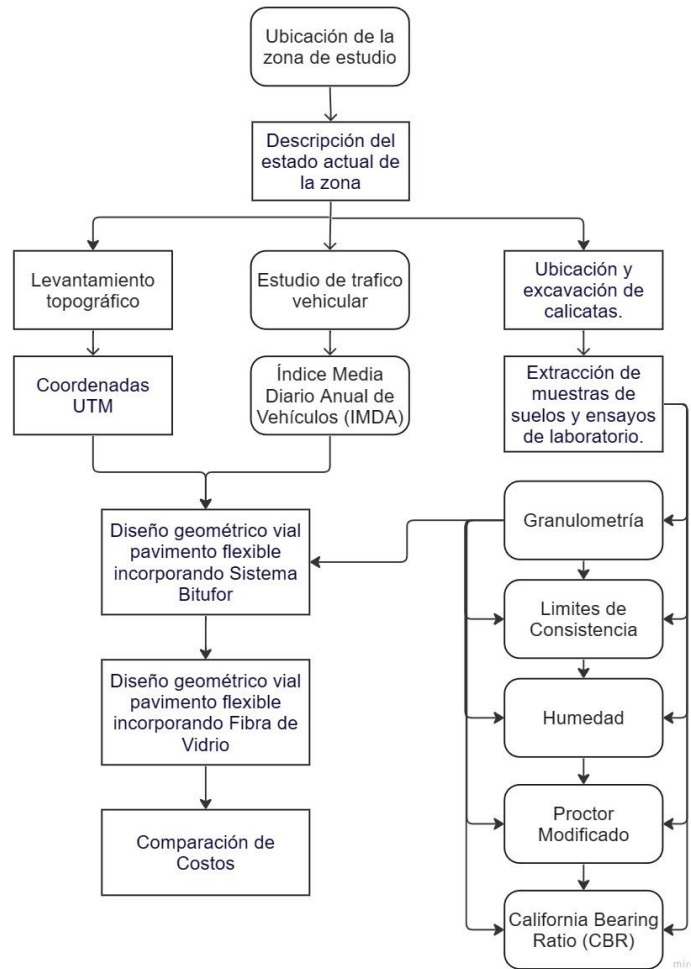 Ubicación de la
zona de estudio
Descripción del
estado actual de
la zona
Levantamiento
topográfico
Estudio de trafico
vehicular
Ubicación y
excavación de
calicatas.
Coordenadas
UTM
Índice Media
Diario Anual de
Vehículos (IMDA)
Extracción de
muestras de
suelos y ensayos
de laboratorio.
Granulometría
Diseño geométrico vial
pavimento flexible
incorporando Sistema
Bitufor
Limites de
Consistencia
Diseño geométrico vial
pavimento flexible
incorporando Fibra de
Vidrio
Humedad
Proctor
Modificado
Comparación de
Costos
California Bearing
Ratio (CBR)